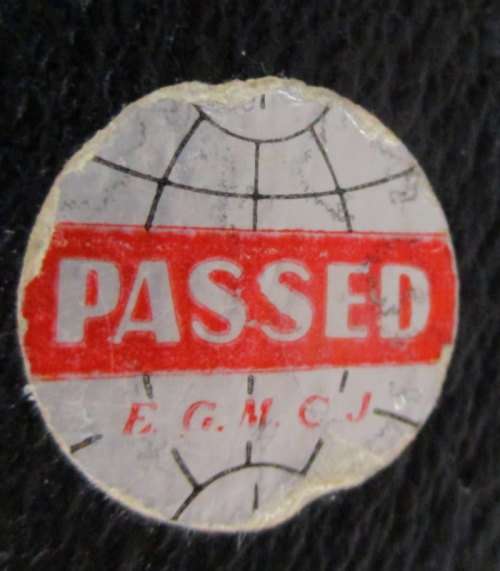 PASSED
E. G. M. C J